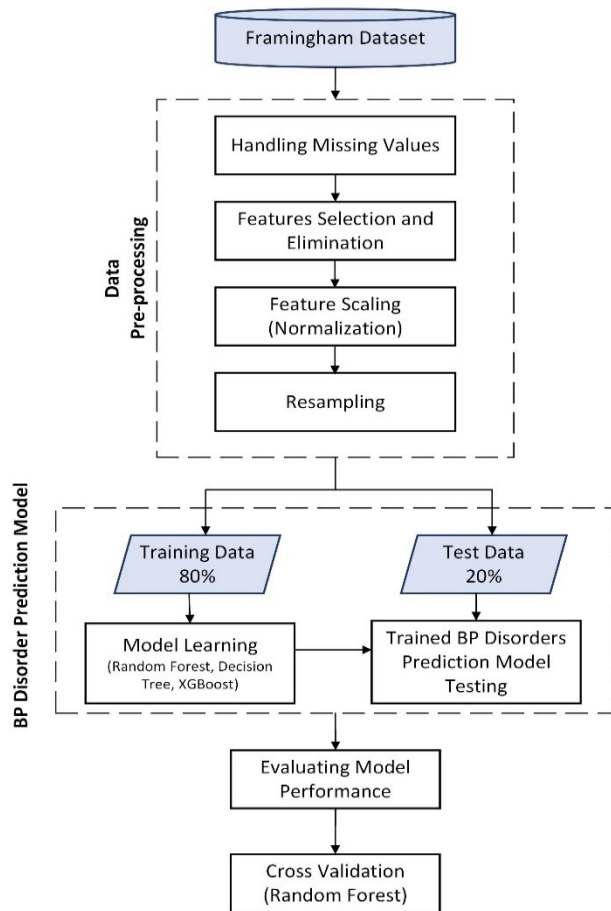 Framingham Dataset
Handling Missing Values
Features Selection and
Elimination
Feature Scaling
(Normalization)
Resampling
Data
Pre-processing
Training Data
80%
Test Data
20%
Model Learning
(Random Forest, Decision
Tree, XGBoost)
Trained BP Disorders
Prediction Model
Testing
BP Disorder Prediction Model
Evaluating Model
Performance
Cross Validation
(Random Forest)